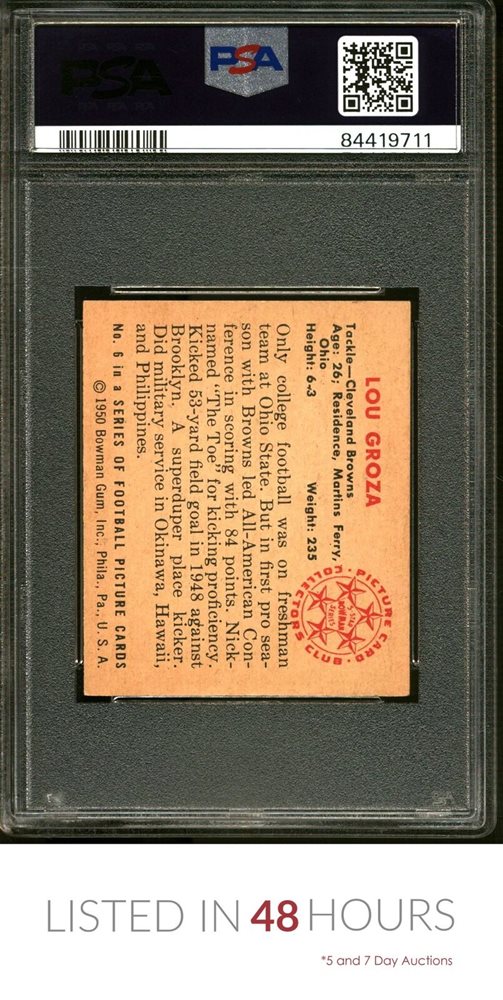 PSA
84419711
LOU GROZA
Tackle—Cleveland Browns
Age: 26; Residence, Martins Ferry,
Ohio
Height: 6-3 Weight: 235
PICTURE CARD
COLLECTORS CLUB
5 STAR
BOWMAN
SERIES
Only college football was on freshman
team at Ohio State. But in first pro sea-
son with Browns led All-American Con-
ference in scoring with 84 points. Nick-
named "The Toe" for kicking proficiency.
Kicked 53-yard field goal in 1948 against
Brooklyn. A superduper place kicker.
Did military service in Okinawa, Hawaii,
and Philippines.
No. 6 in a SERIES OF FOOTBALL PICTURE CARDS
© 1950 Bowman Gum, Inc., Phila., Pa., U. S. A.
LISTED IN 48 HOURS
*5 and 7 Day Auctions